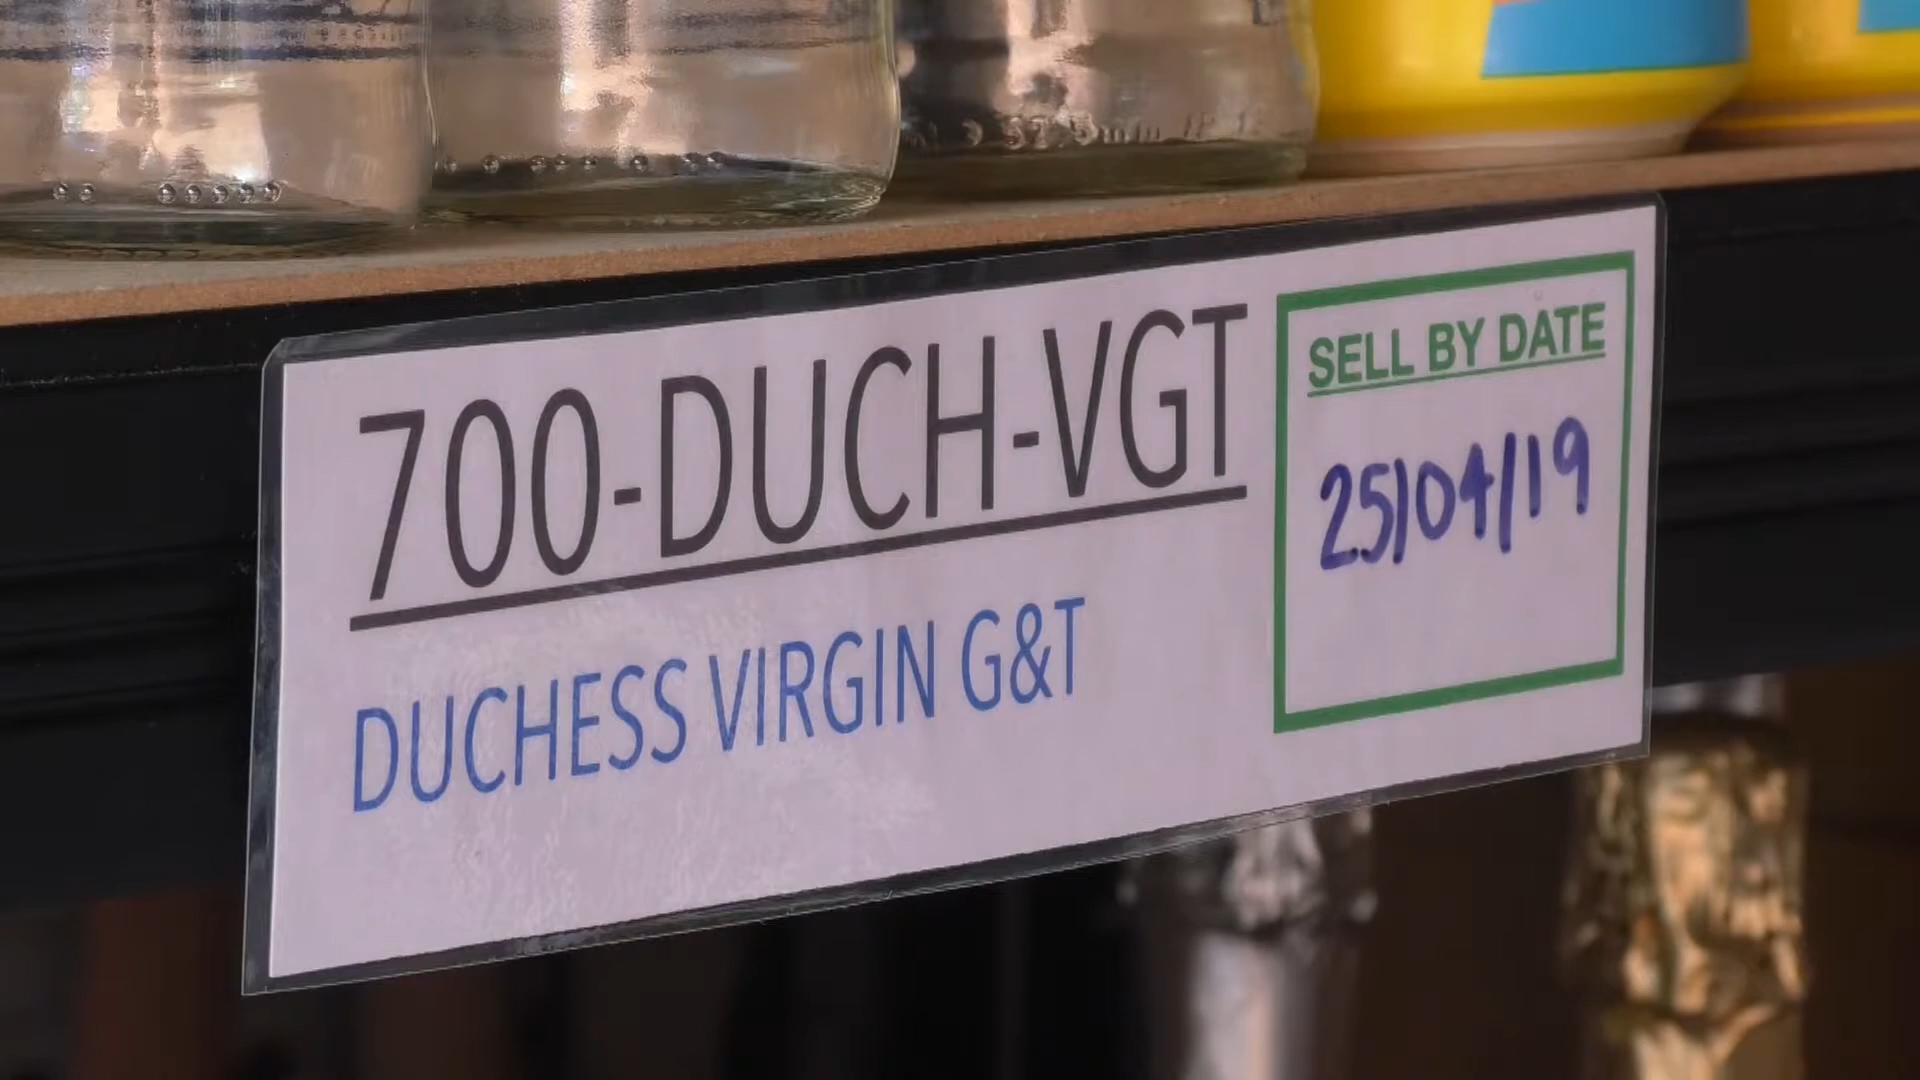 700-DUCH-VGT
DUCHESS VIRGIN G&T
SELL BY DATE
25/04/19